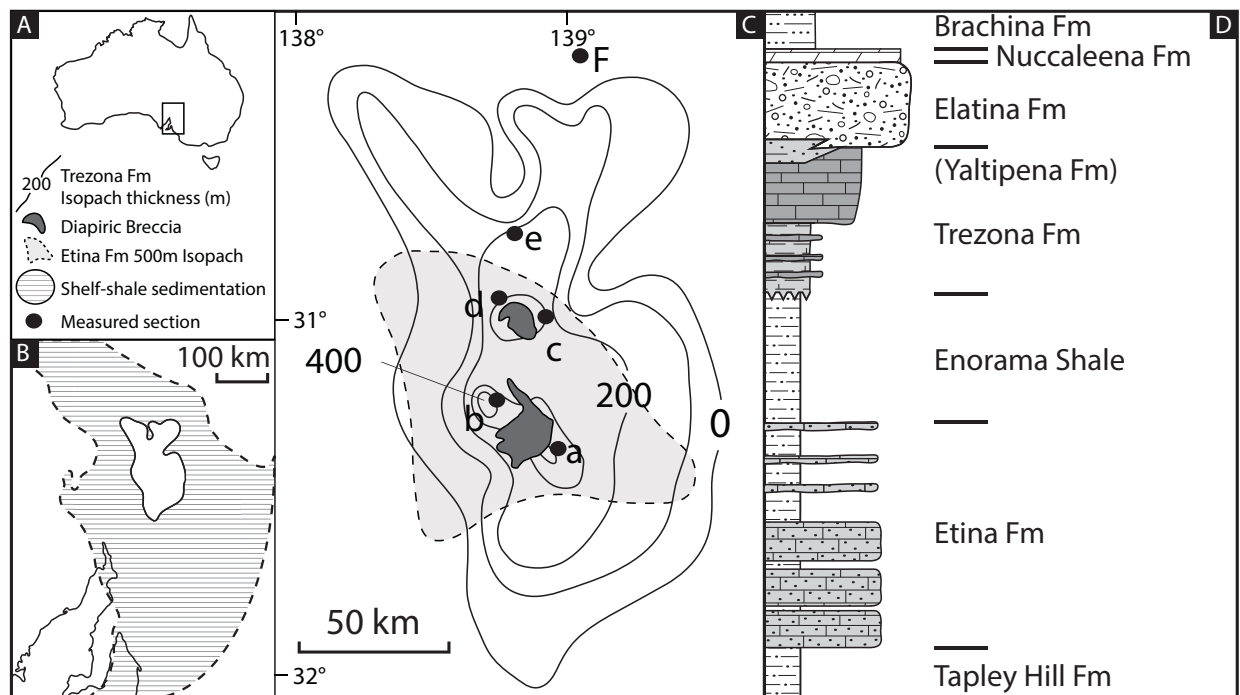 A
200
Trezona Fm
Isopach thickness (m)
Diapiric Breccia
Etina Fm 500m Isopach
Shelf-shale sedimentation
Measured section
B
100 km
C
138°
139°
F
e
31°
d
c
400
b
200
0
a
50 km
32°
D
Brachina Fm
Nuccaleena Fm
Elatina Fm
(Yaltipena Fm)
Trezona Fm
Enorama Shale
Etina Fm
Tapley Hill Fm